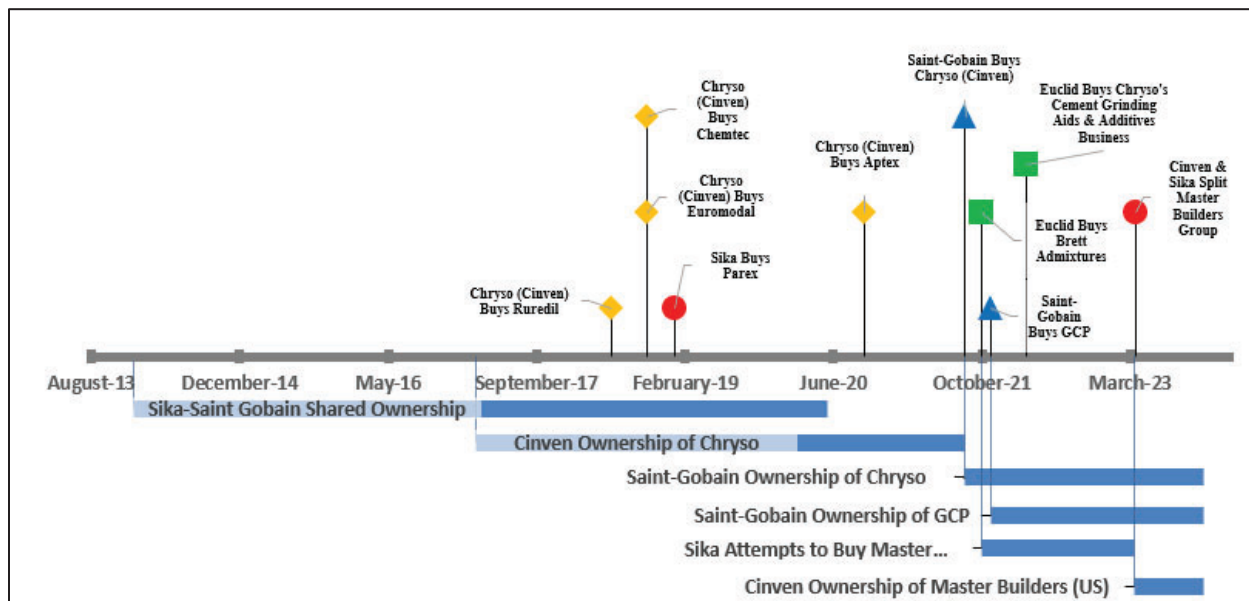 Saint-Gobain Buys
Chryso (Cinven)
Euclid Buys Chryso's
Cement Grinding
Aids & Additives
Business
Chryso
(Cinven)
Buys
Chemtec
Chryso (Cinven)
Buys Aptex
Cinven &
Sika Split
Master
Builders
Group
Chryso
(Cinven) Buys
Euromodal
Euclid Buys
Brett
Admixtures
Sika Buys
Parex
Chryso (Cinven)
Buys Ruredil
Saint-
Gobain
Buys GCP
August-13
December-14
May-16
September-17
February-19
June-20
October-21
March-23
Sika-Saint Gobain Shared Ownership
Cinven Ownership of Chryso
Saint-Gobain Ownership of Chryso
Saint-Gobain Ownership of GCP
Sika Attempts to Buy Master...
Cinven Ownership of Master Builders (US)